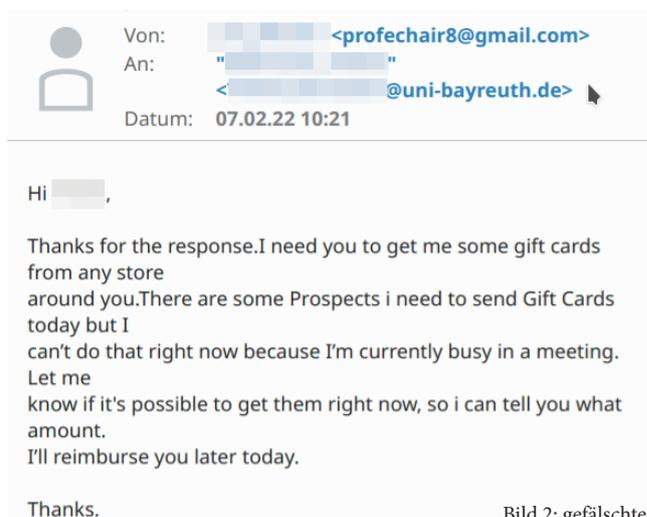 Von: <profechair8@gmail.com>
An: " "
< @uni-bayreuth.de>
Datum: 07.02.22 10:21
Hi ,
Thanks for the response.I need you to get me some gift cards
from any store
around you.There are some Prospects i need to send Gift Cards
today but I
can’t do that right now because I’m currently busy in a meeting.
Let me
know if it's possible to get them right now, so i can tell you what
amount.
I’ll reimburse you later today.
Thanks.
Bild 2: gefälschte